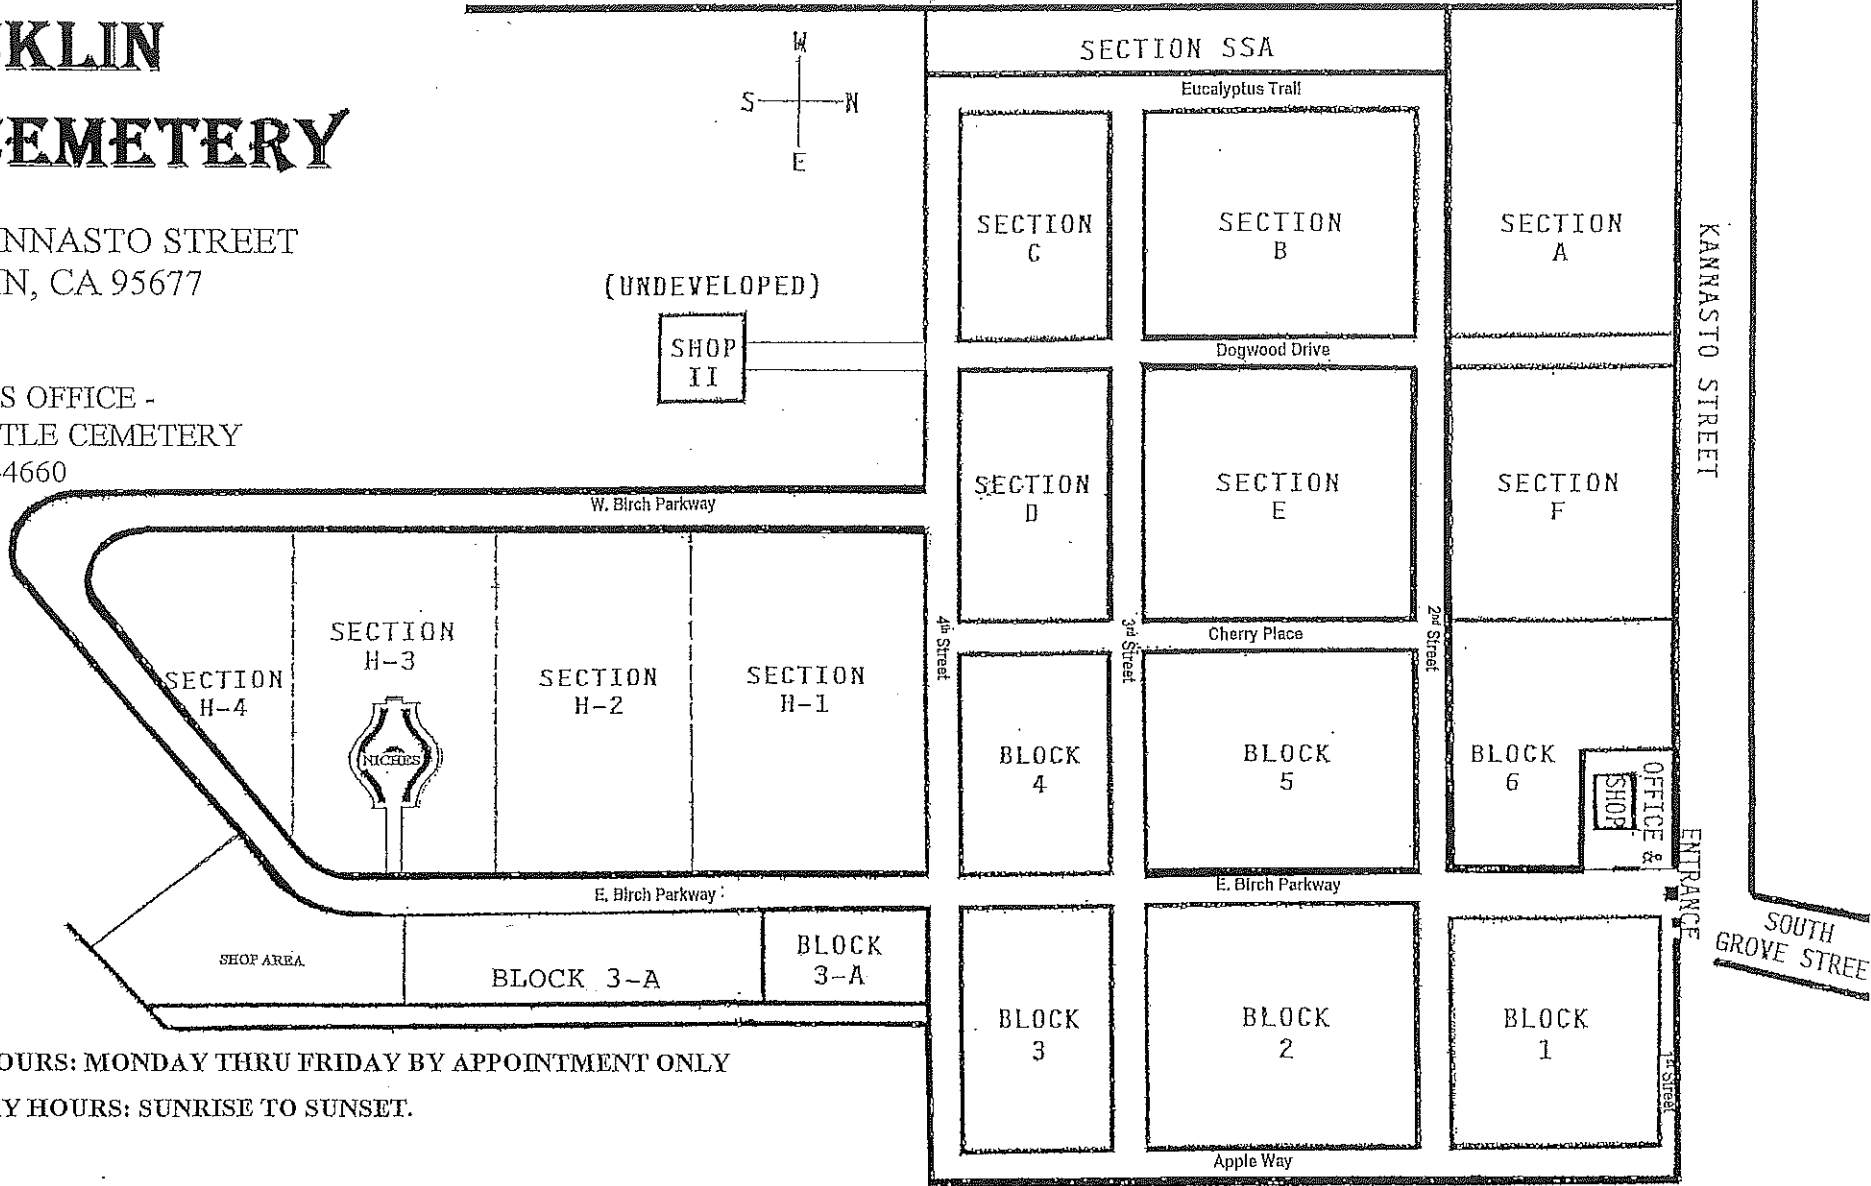 KLIN
CEMETERY
NNASTO STREET
N, CA 95677
S OFFICE -
TLE CEMETERY
4660
W
S N
E
(UNDEVELOPED)
SHOP
II
SECTION SSA
Eucalyptus Trail
SECTION
C
SECTION
B
SECTION
A
Dogwood Drive
KANNASTO STREET
SECTION
D
SECTION
E
SECTION
F
W. Birch Parkway
4th Street
3rd Street
2nd Street
Cherry Place
SECTION
H-4
SECTION
H-3
NICHES
SECTION
H-2
SECTION
H-1
BLOCK
4
BLOCK
5
BLOCK
6
OFFICE &
SHOP
ENTRANCE
E. Birch Parkway
E. Birch Parkway
SHOP AREA
BLOCK 3-A
BLOCK
3-A
BLOCK
3
BLOCK
2
BLOCK
1
1st Street
SOUTH
GROVE STREE
Apple Way
OURS: MONDAY THRU FRIDAY BY APPOINTMENT ONLY
Y HOURS: SUNRISE TO SUNSET.